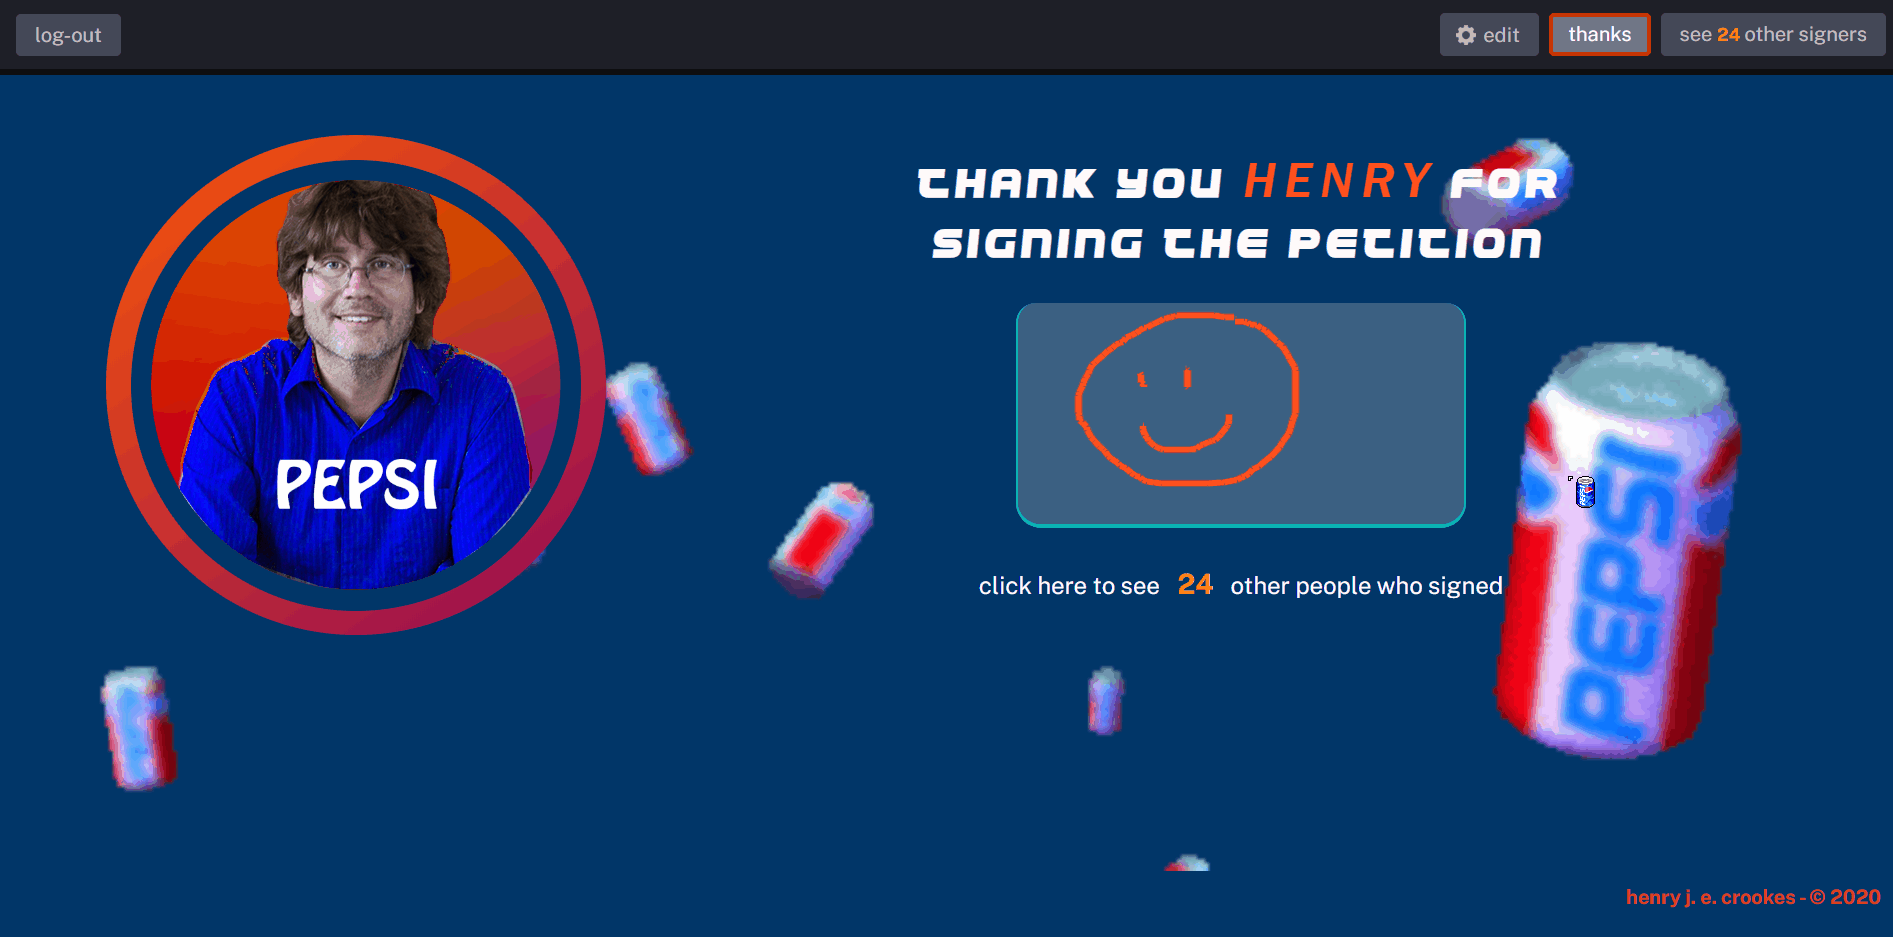 log-out
edit
thanks
see 24 other signers
THANK YOU HENRY FOR
SIGNING THE PETITION
PEPSI
PEPSI
click here to see 24 other people who signed
henry j. e. crookes - © 2020